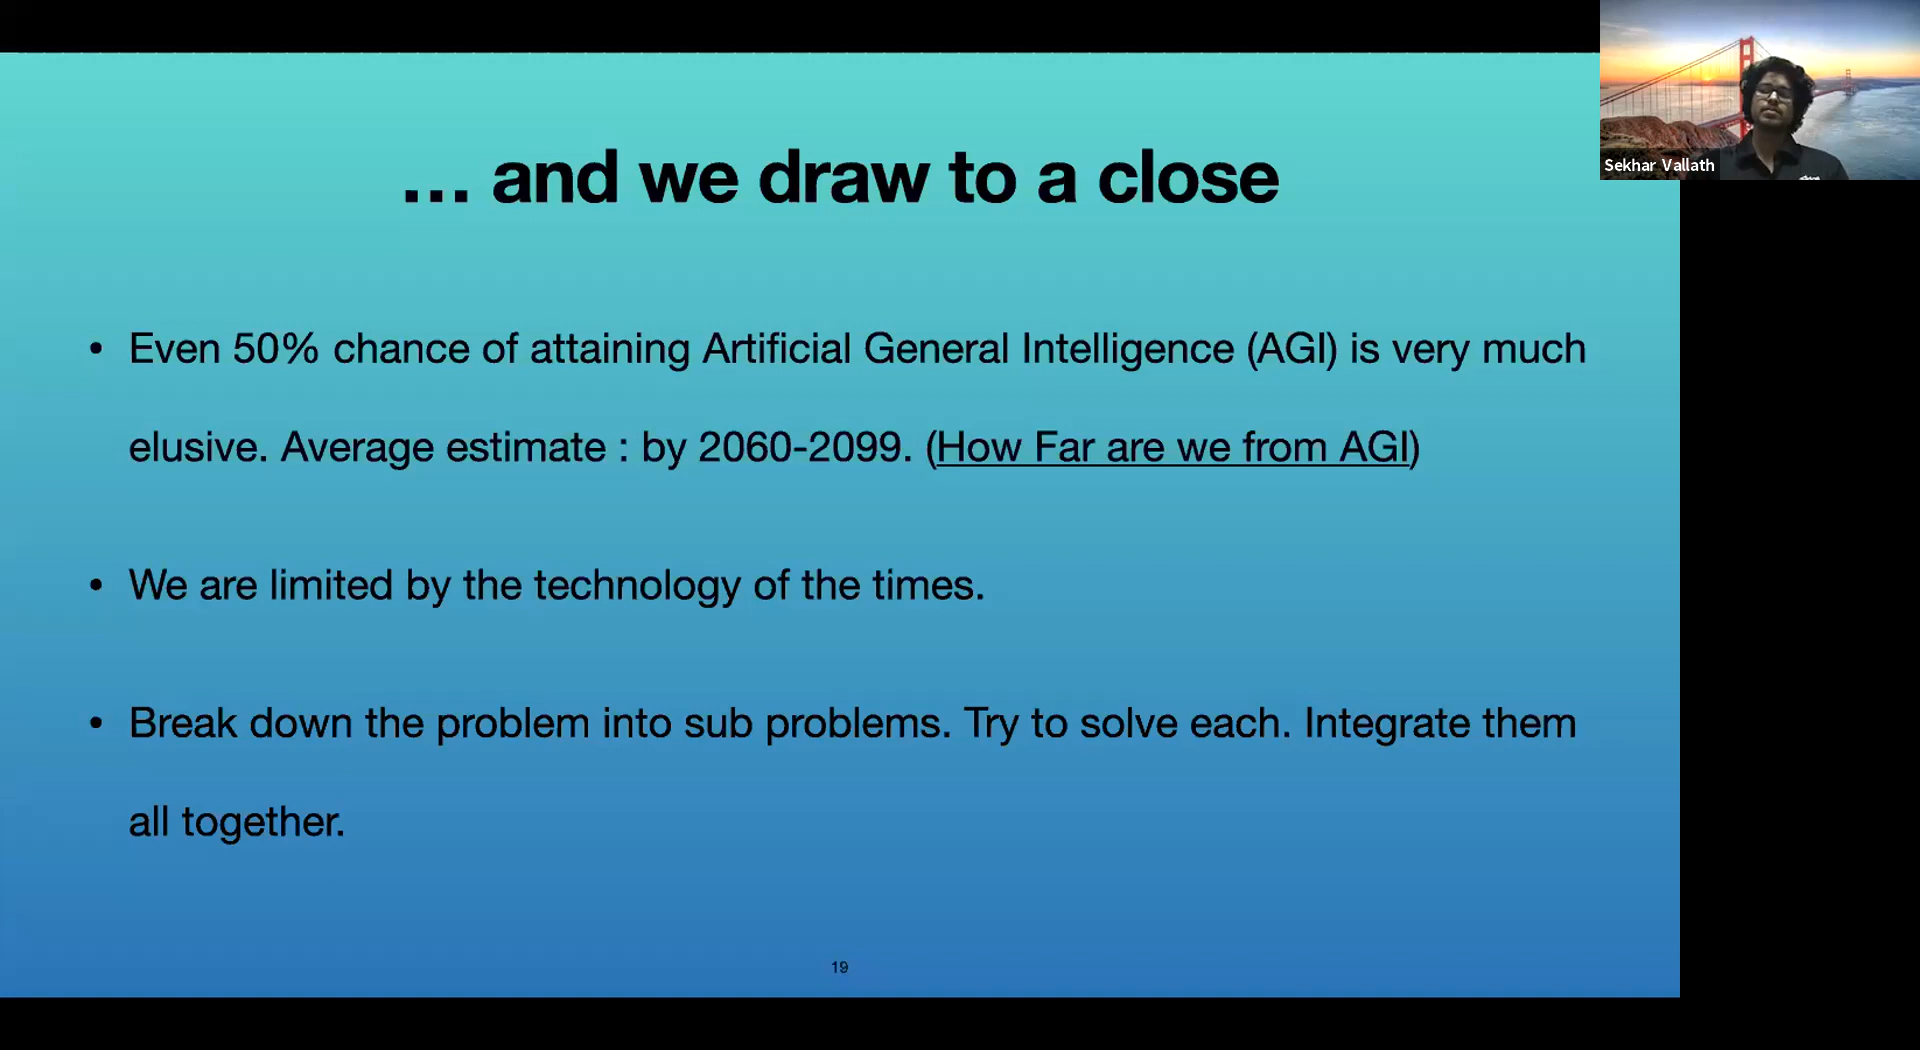 … and we draw to a close
• Even 50% chance of attaining Artificial General Intelligence (AGI) is very much
elusive. Average estimate : by 2060-2099. (How Far are we from AGI)
• We are limited by the technology of the times.
• Break down the problem into sub problems. Try to solve each. Integrate them
all together.
19
Sekhar Vallath